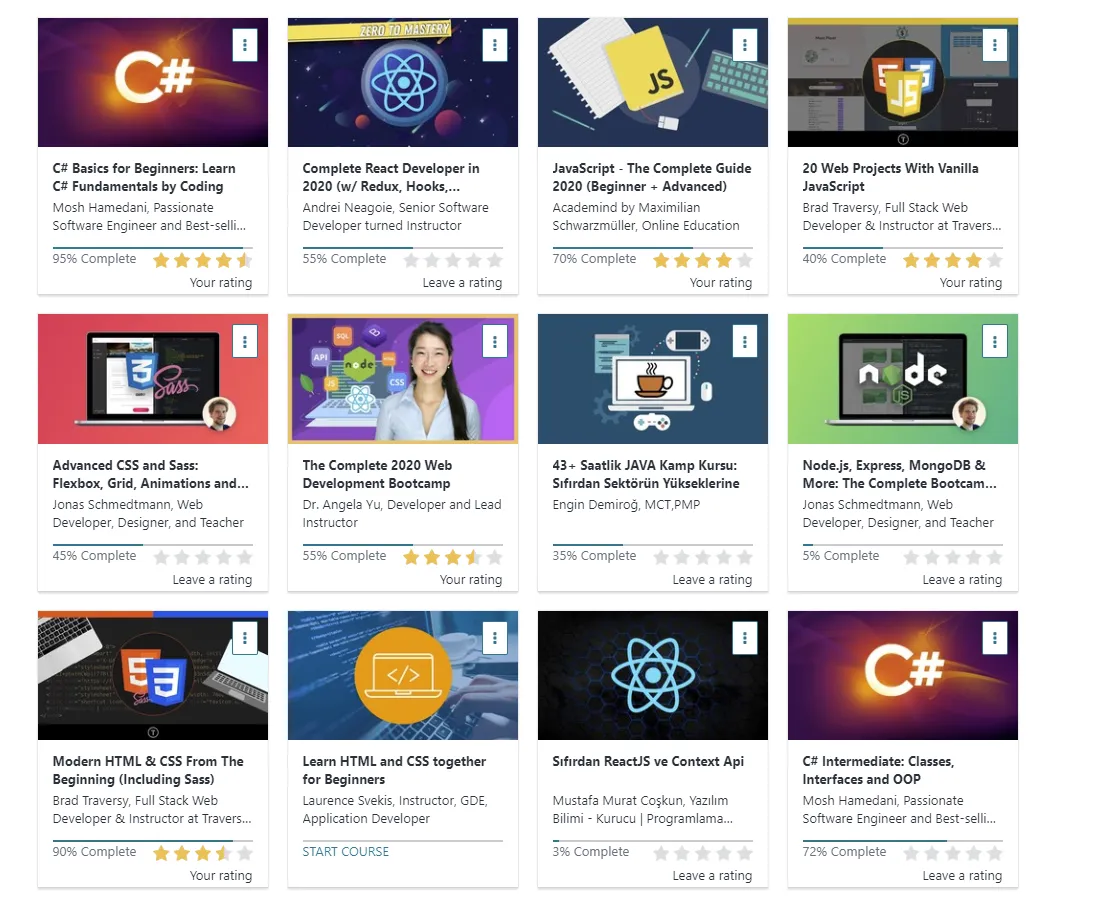 C#
ZERO TO MASTERY
JS
JS
C# Basics for Beginners: Learn
C# Fundamentals by Coding
Mosh Hamedani, Passionate
Software Engineer and Best-selli...
95% Complete
Your rating
Complete React Developer in
2020 (w/ Redux, Hooks,...
Andrei Neagoie, Senior Software
Developer turned Instructor
55% Complete
Leave a rating
JavaScript - The Complete Guide
2020 (Beginner + Advanced)
Academind by Maximilian
Schwarzmüller, Online Education
70% Complete
Your rating
20 Web Projects With Vanilla
JavaScript
Brad Traversy, Full Stack Web
Developer & Instructor at Travers...
40% Complete
Your rating
3
Sass
SQL
API
node
JS
CSS
node
JS
Advanced CSS and Sass:
Flexbox, Grid, Animations and...
Jonas Schmedtmann, Web
Developer, Designer, and Teacher
45% Complete
Leave a rating
The Complete 2020 Web
Development Bootcamp
Dr. Angela Yu, Developer and Lead
Instructor
55% Complete
Your rating
43+ Saatlik JAVA Kamp Kursu:
Sıfırdan Sektörün Yükseklerine
Engin Demiroğ, MCT,PMP
35% Complete
Leave a rating
Node.js, Express, MongoDB &
More: The Complete Bootcam...
Jonas Schmedtmann, Web
Developer, Designer, and Teacher
5% Complete
Leave a rating
5 3
Sass
</>
C#
Modern HTML & CSS From The
Beginning (Including Sass)
Brad Traversy, Full Stack Web
Developer & Instructor at Travers...
90% Complete
Your rating
Learn HTML and CSS together
for Beginners
Laurence Svekis, Instructor, GDE,
Application Developer
START COURSE
Sıfırdan ReactJS ve Context Api
Mustafa Murat Coşkun, Yazılım
Bilimi - Kurucu | Programlama...
3% Complete
Leave a rating
C# Intermediate: Classes,
Interfaces and OOP
Mosh Hamedani, Passionate
Software Engineer and Best-selli...
72% Complete
Leave a rating